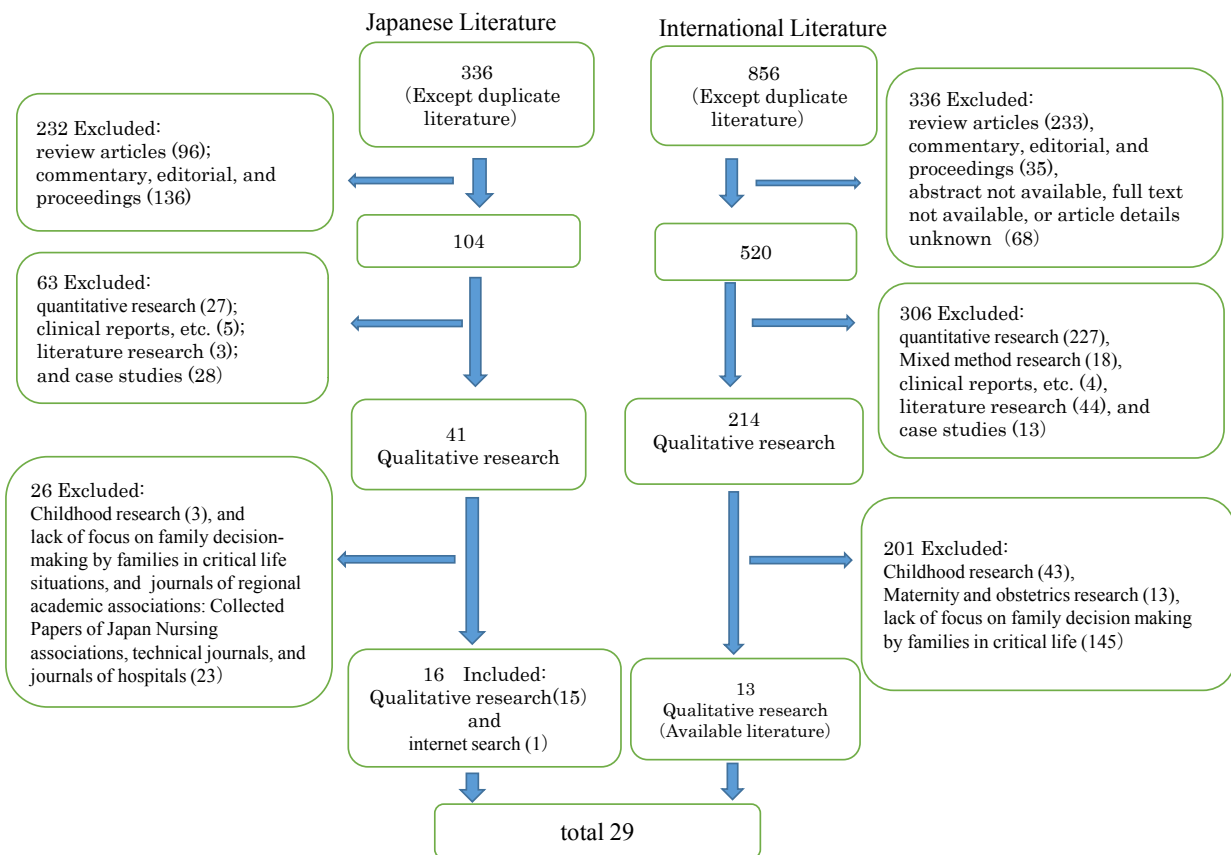 Japanese Literature
International Literature
336
(Except duplicate
literature)
856
(Except duplicate
literature)
232 Excluded:
review articles (96);
commentary, editorial, and
proceedings (136)
336 Excluded:
review articles (233),
commentary, editorial, and
proceedings (35),
abstract not available, full text
not available, or article details
unknown (68)
104
520
63 Excluded:
quantitative research (27);
clinical reports, etc. (5);
literature research (3);
and case studies (28)
306 Excluded:
quantitative research (227),
Mixed method research (18),
clinical reports, etc. (4),
literature research (44), and
case studies (13)
41
Qualitative research
214
Qualitative research
26 Excluded:
Childhood research (3), and
lack of focus on family decision-
making by families in critical life
situations, and journals of regional
academic associations: Collected
Papers of Japan Nursing
associations, technical journals, and
journals of hospitals (23)
201 Excluded:
Childhood research (43),
Maternity and obstetrics research (13),
lack of focus on family decision making
by families in critical life (145)
16 Included:
Qualitative research(15)
and
internet search (1)
13
Qualitative research
(Available literature)
total 29